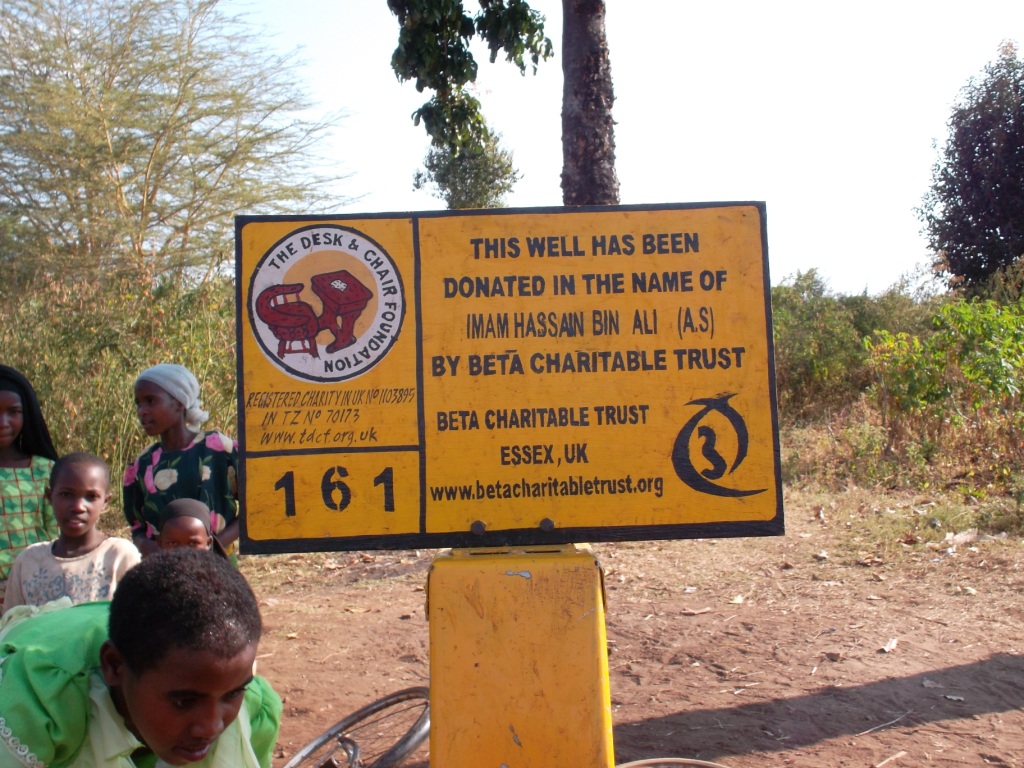 THE DESK & CHAIR FOUNDATION
REGISTERED CHARITY IN UK Nº 1103895
IN TZ Nº 70173
www.tdcf.org.uk
161
THIS WELL HAS BEEN
DONATED IN THE NAME OF
IMAM HASSAIN BIN ALI (A.S)
BY BETĀ CHARITABLE TRUST
BETA CHARITABLE TRUST
ESSEX, UK
www.betacharitabletrust.org